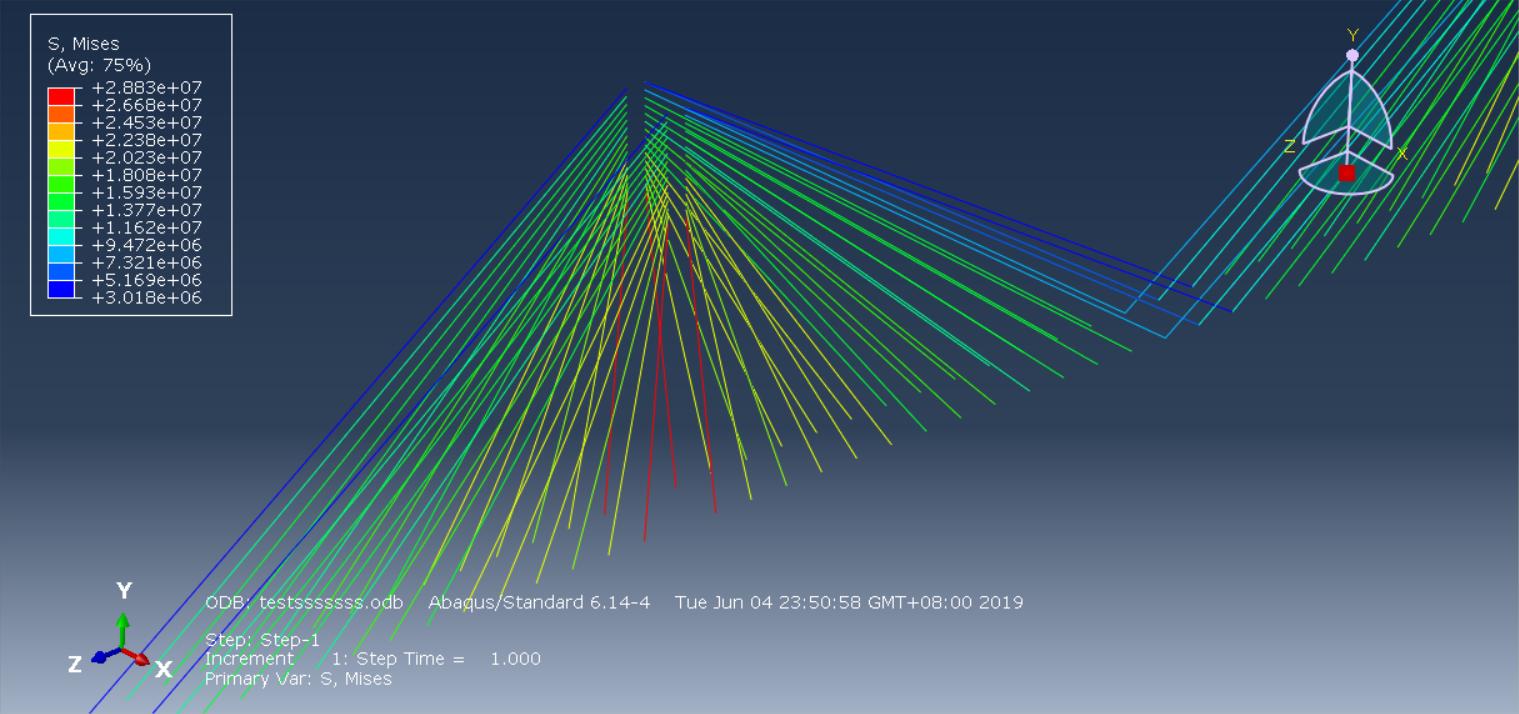 S, Mises
(Avg: 75%)
+2.883e+07
+2.668e+07
+2.453e+07
+2.238e+07
+2.023e+07
+1.808e+07
+1.593e+07
+1.377e+07
+1.162e+07
+9.472e+06
+7.321e+06
+5.169e+06
+3.018e+06
Y
Z
X
Y
Z
X
ODB: testsssssss.odb Abaqus/Standard 6.14-4 Tue Jun 04 23:50:58 GMT+08:00 2019
Step: Step-1
Increment 1: Step Time = 1.000
Primary Var: S, Mises